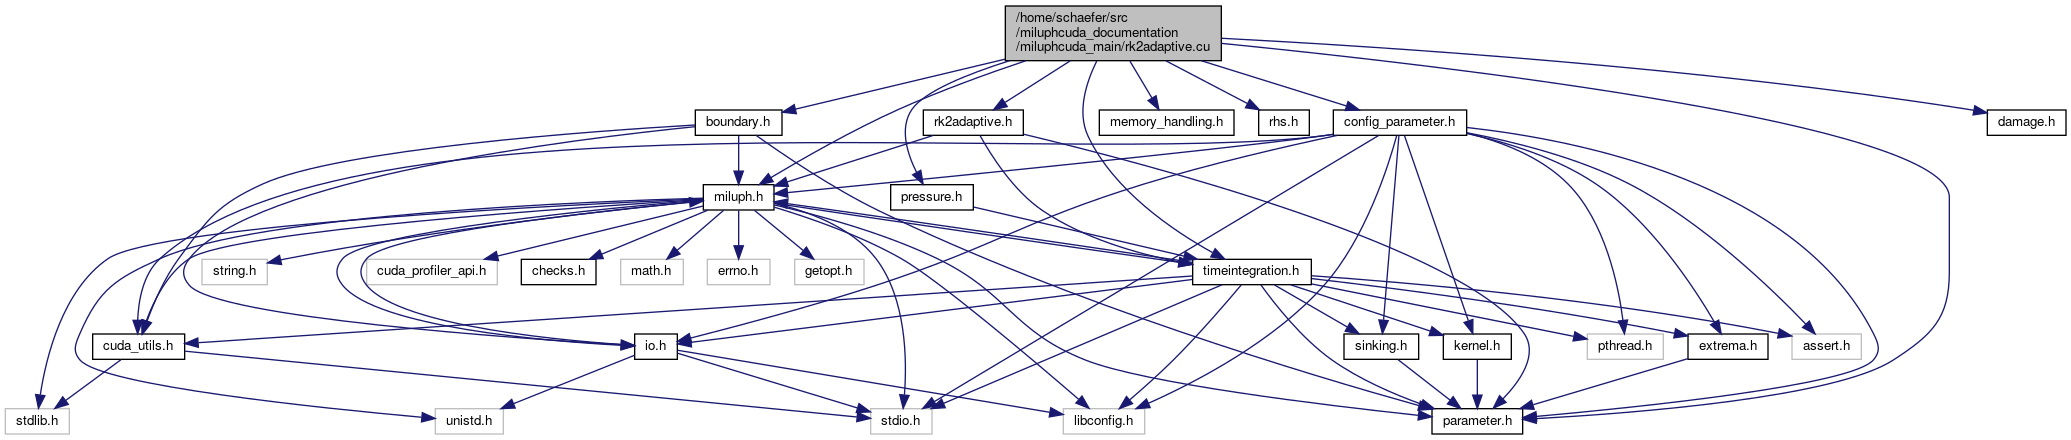 /home/schaefer/src
/miluphcuda_documentation
/miluphcuda_main/rk2adaptive.cu
boundary.h
rk2adaptive.h
memory_handling.h
rhs.h
config_parameter.h
damage.h
miluph.h
pressure.h
string.h
cuda_profiler_api.h
checks.h
math.h
errno.h
getopt.h
timeintegration.h
cuda_utils.h
io.h
sinking.h
kernel.h
pthread.h
extrema.h
assert.h
stdlib.h
unistd.h
stdio.h
libconfig.h
parameter.h